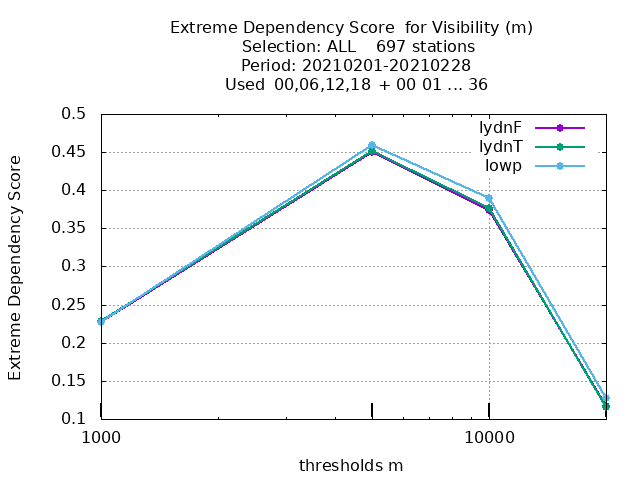 Extreme Dependency Score for Visibility (m)
Selection: ALL 697 stations
Period: 20210201-20210228
Used 00,06,12,18 + 00 01 ... 36
lydnF
lydnT
lowp
0.5
0.45
0.4
0.35
0.3
0.25
0.2
0.15
0.1
Extreme Dependency Score
1000
10000
thresholds m